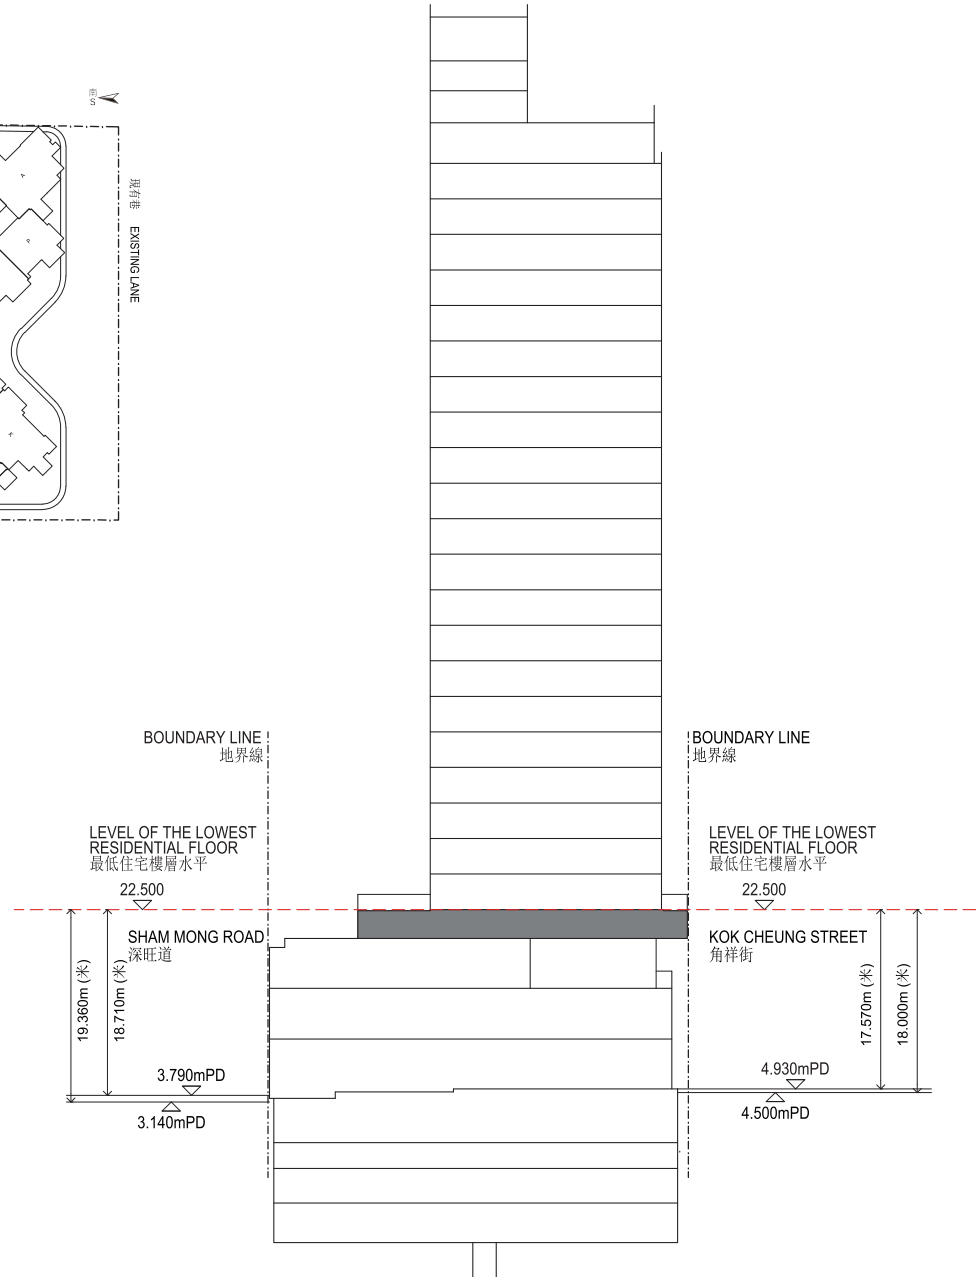 南
S
現有巷 EXISTING LANE
A
P
K
BOUNDARY LINE
地界線
BOUNDARY LINE
地界線
LEVEL OF THE LOWEST
RESIDENTIAL FLOOR
最低住宅樓層水平
22.500
LEVEL OF THE LOWEST
RESIDENTIAL FLOOR
最低住宅樓層水平
22.500
SHAM MONG ROAD
深旺道
KOK CHEUNG STREET
角祥街
19.360m (米)
18.710m (米)
17.570m (米)
18.000m (米)
3.790mPD
3.140mPD
4.930mPD
4.500mPD